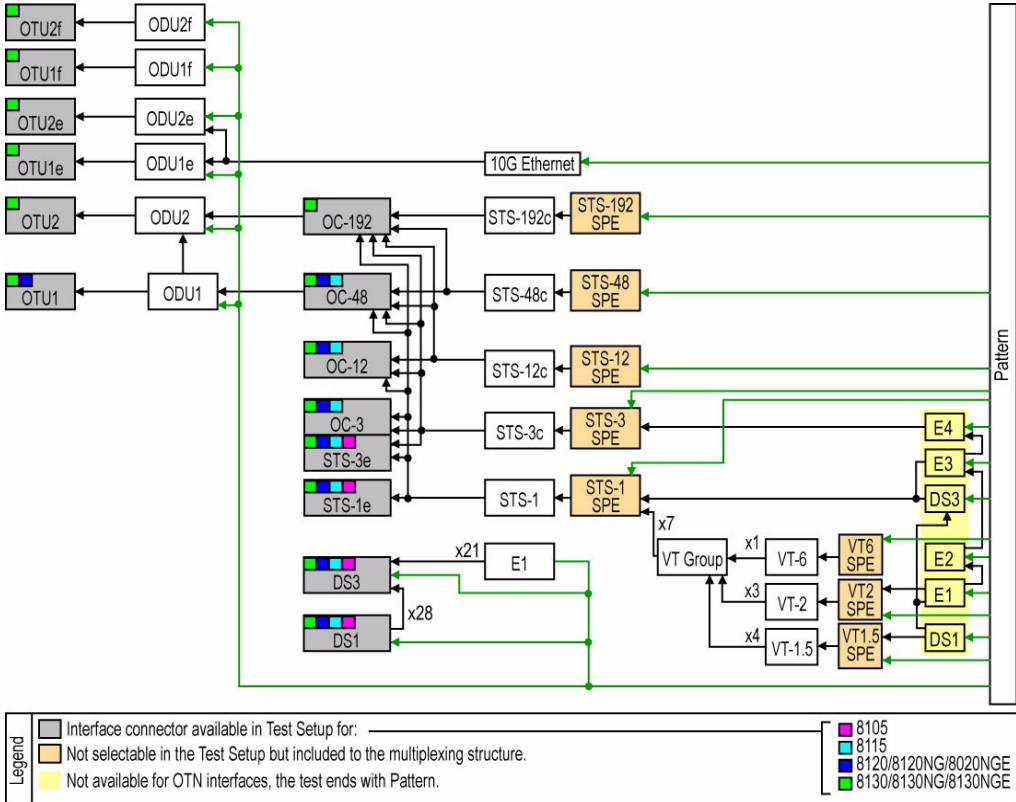 OTU2f
ODU2f
OTU1f
ODU1f
OTU2e
ODU2e
OTU1e
ODU1e
10G Ethernet
OTU2
ODU2
OC-192
STS-192c
STS-192
SPE
OTU1
ODU1
OC-48
STS-48c
STS-48
SPE
OC-12
STS-12c
STS-12
SPE
Pattern
OC-3
STS-3e
STS-3c
STS-3
SPE
E4
E3
STS-1e
STS-1
STS-1
SPE
DS3
x7
x21
E1
DS3
VT Group
x1
VT-6
VT6
SPE
E2
x28
DS1
x3
VT-2
VT2
SPE
E1
x4
VT-1.5
VT1.5
SPE
DS1
Legend
Interface connector available in Test Setup for:
Not selectable in the Test Setup but included to the multiplexing structure.
Not available for OTN interfaces, the test ends with Pattern.
8105
8115
8120/8120NG/8020NGE
8130/8130NG/8130NGE